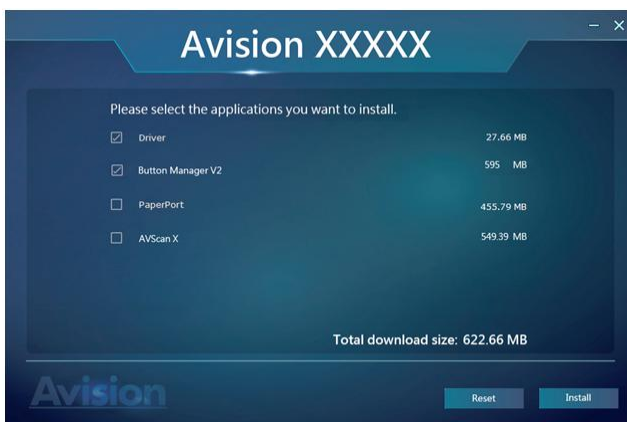 Avision XXXXX
Please select the applications you want to install.
Driver 27.66 MB
Button Manager V2 595 MB
PaperPort 455.79 MB
AVScan X 549.39 MB
Total download size: 622.66 MB
Avision Reset Install